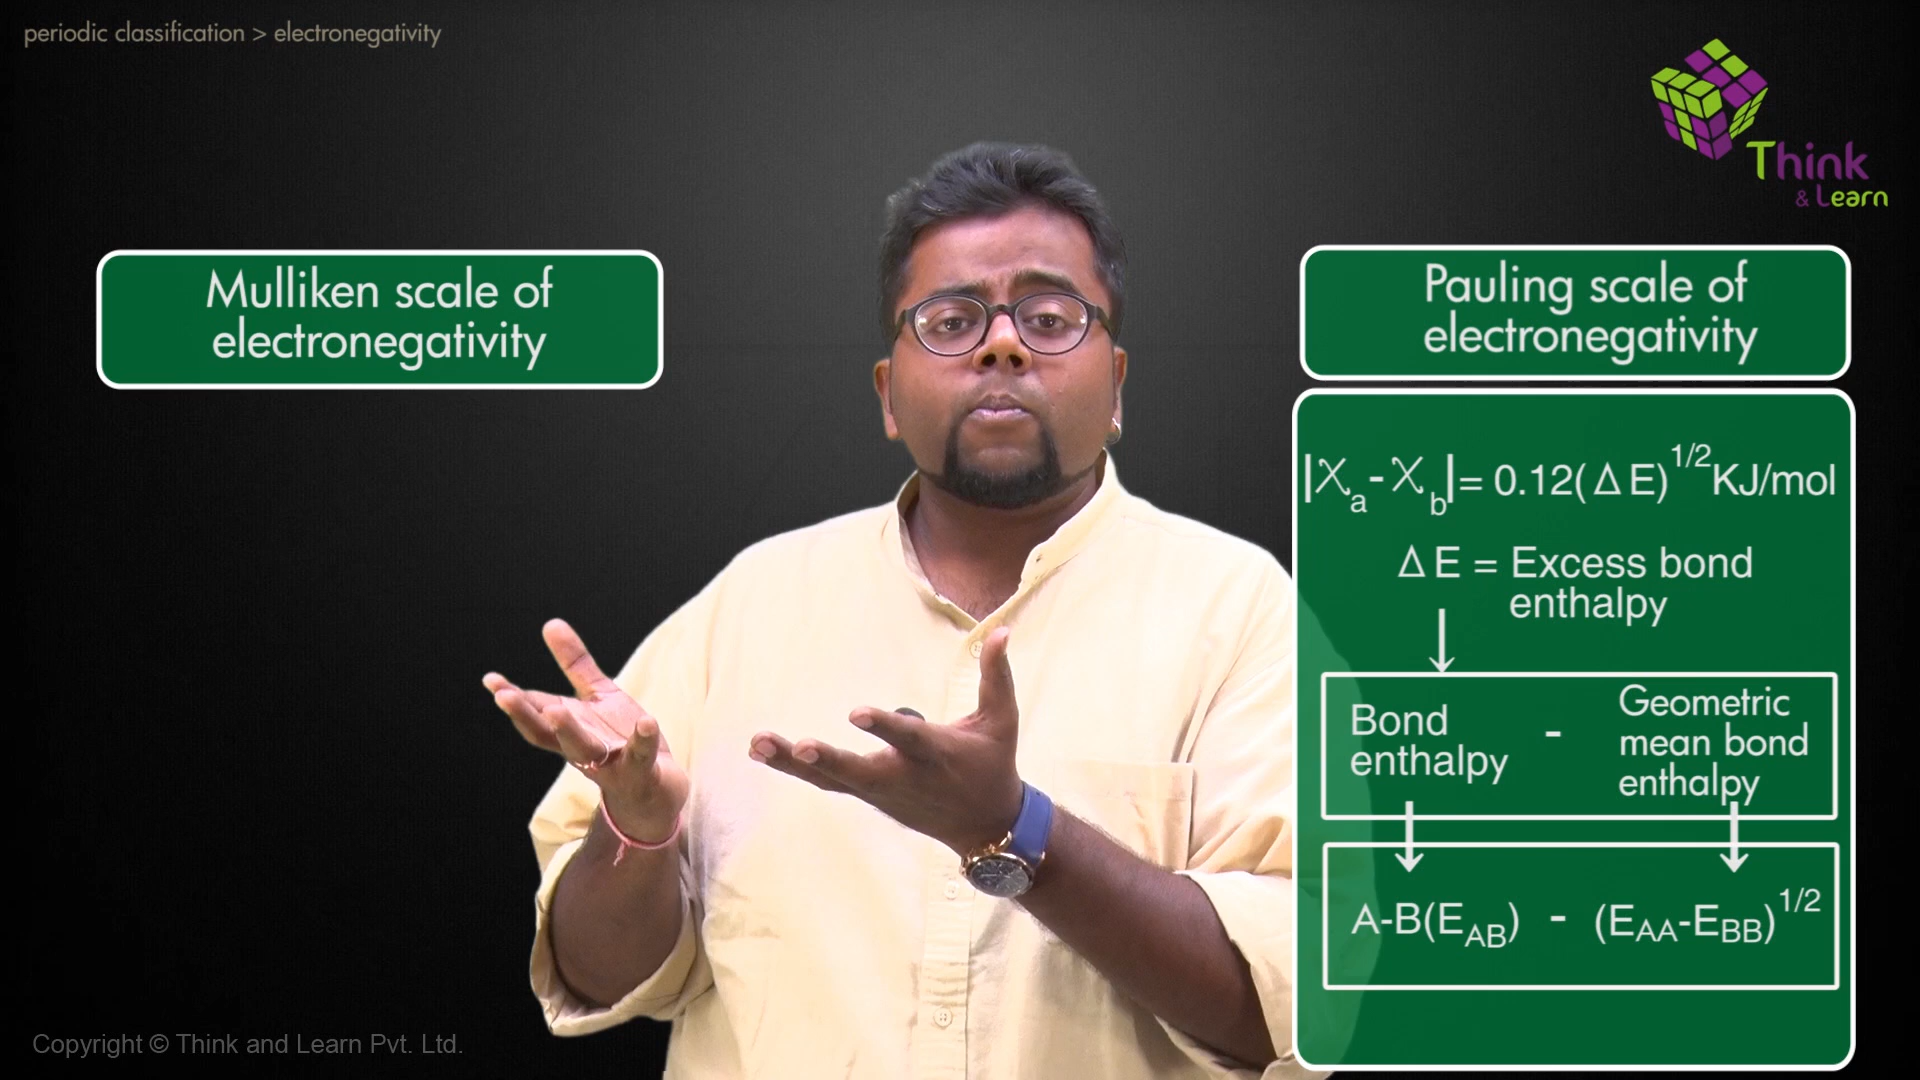 periodic classification > electronegativity
Think
& Learn
Mulliken scale of
electronegativity
Pauling scale of
electronegativity
|Xa-Xb|= 0.12(ΔE)^1/2 KJ/mol
ΔE = Excess bond
enthalpy
Bond
enthalpy
-
Geometric
mean bond
enthalpy
A-B(EAB) - (EAA-EBB)^1/2
Copyright © Think and Learn Pvt. Ltd.